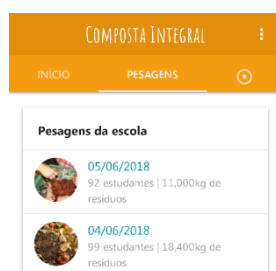 Composta Integral
INÍCIO PESAGENS
Pesagens da escola
05/06/2018
92 estudantes | 11,000kg de
resíduos
04/06/2018
99 estudantes | 18,400kg de
resíduos